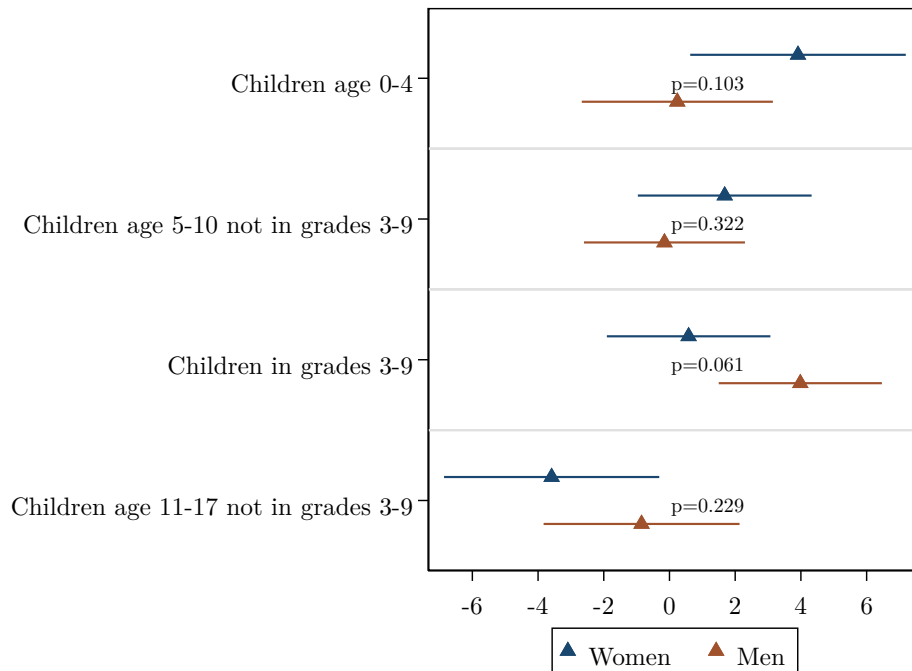 Children age 0-4
p=0.103
Children age 5-10 not in grades 3-9
p=0.322
Children in grades 3-9
p=0.061
Children age 11-17 not in grades 3-9
p=0.229
-6 -4 -2 0 2 4 6
Women Men